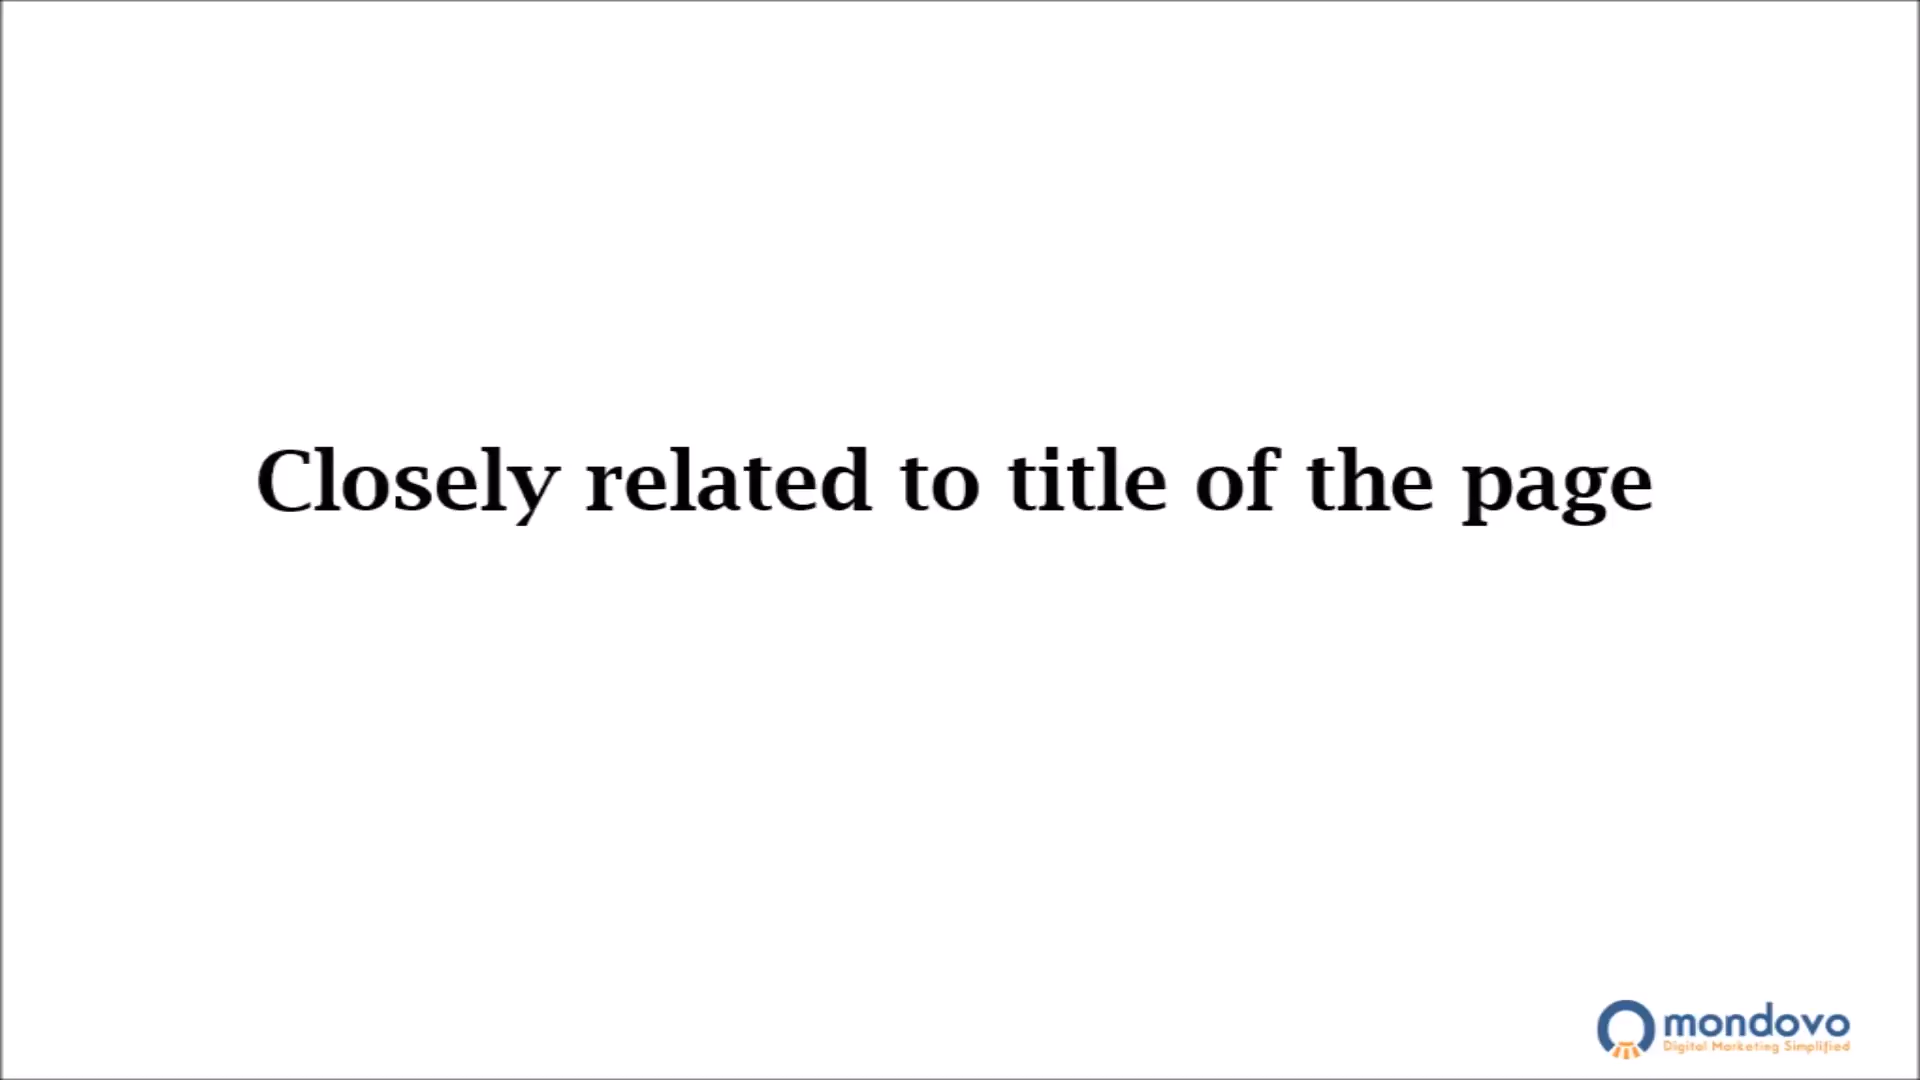 Closely related to title of the page
mondovo
Digital Marketing Simplified